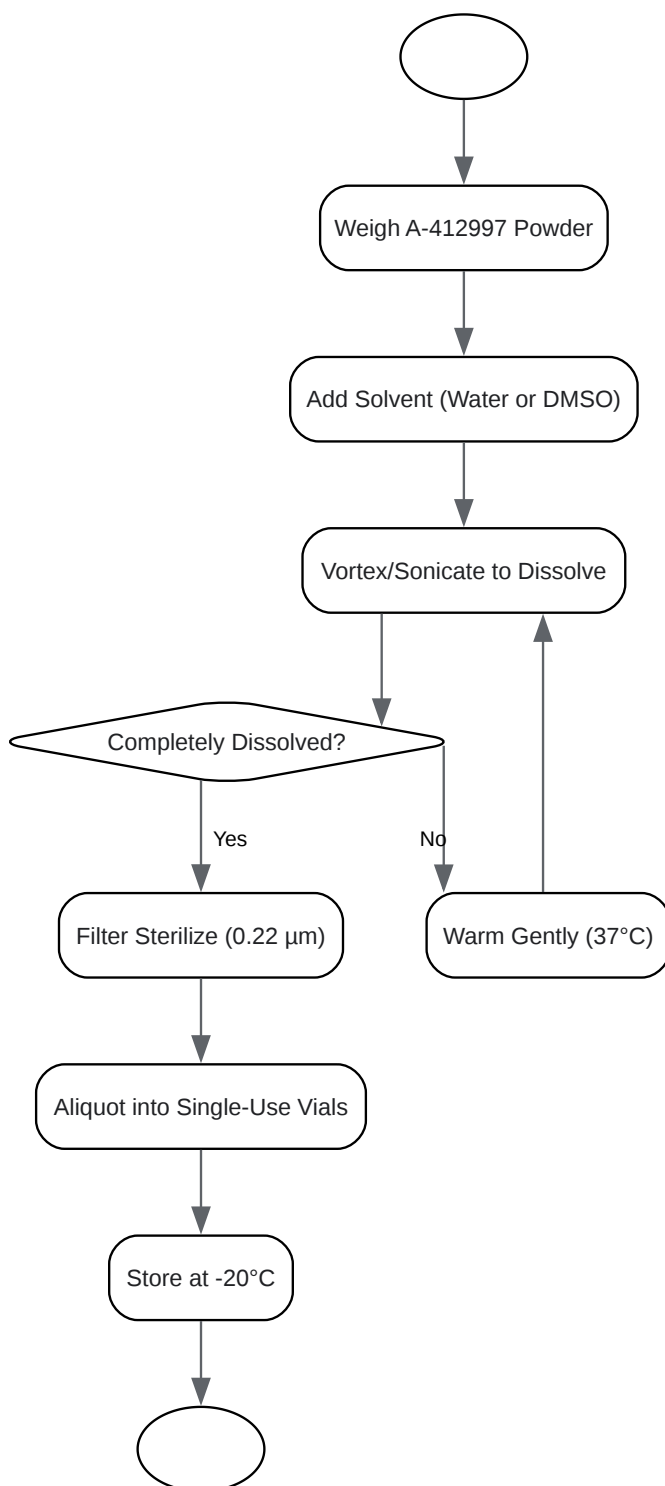 Weigh A-412997 Powder
Add Solvent (Water or DMSO)
Vortex/Sonicate to Dissolve
Completely Dissolved?
Yes
No
Filter Sterilize (0.22 µm)
Warm Gently (37°C)
Aliquot into Single-Use Vials
Store at -20°C